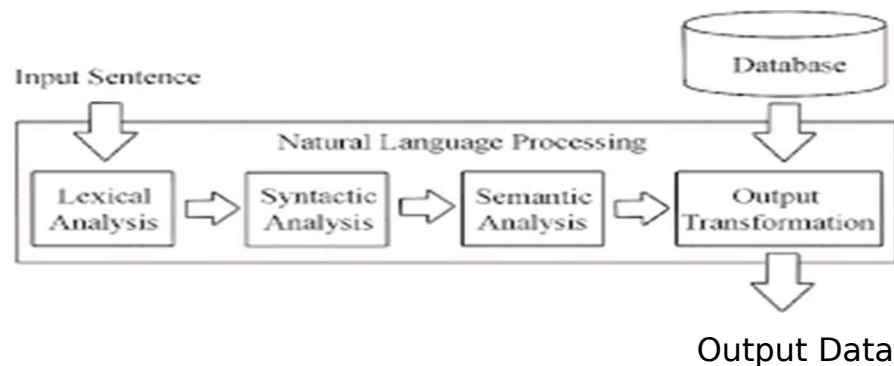 Input Sentence
Database
Natural Language Processing
Lexical
Analysis
Syntactic
Analysis
Semantic
Analysis
Output
Transformation
Output Data